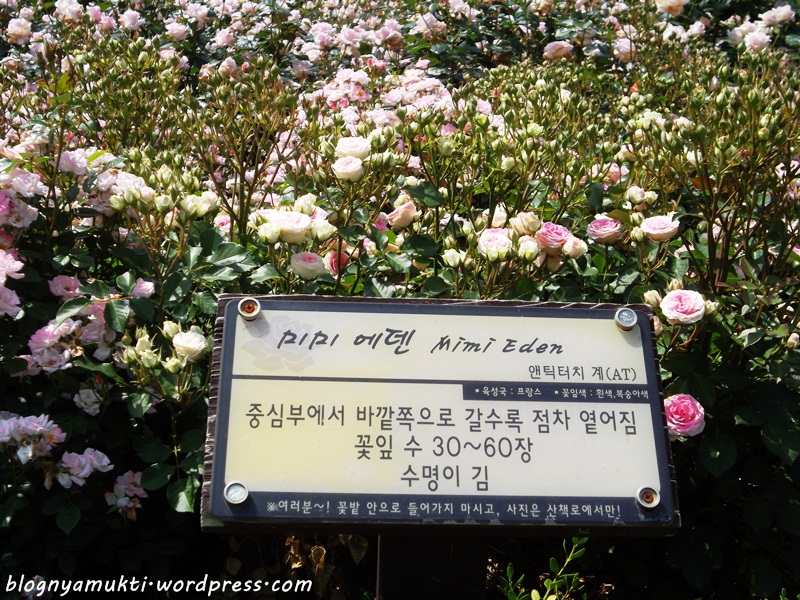 미미 에덴 Mimi Eden
앤틱터치 계(AT)
▪육성국 : 프랑스 ▪꽃잎색 : 흰색,복숭아색
중심부에서 바깥쪽으로 갈수록 점차 옅어짐
꽃잎 수 30~60장
수명이 김
※여러분~! 꽃밭 안으로 들어가지 마시고, 사진은 산책로에서만!
blognyamukti.wordpress.com